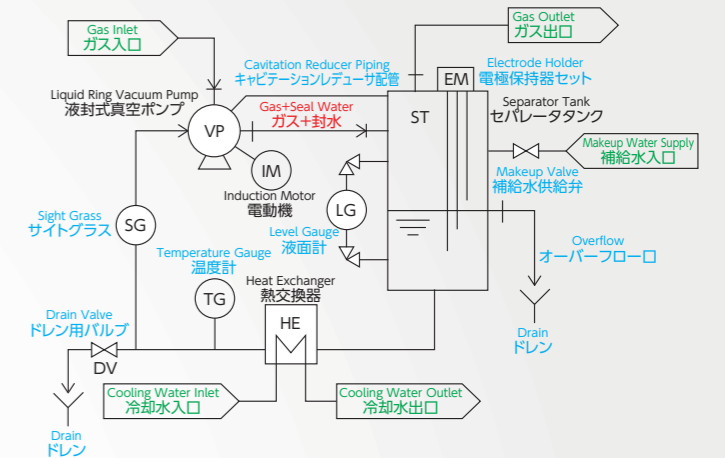 Gas Inlet
ガス入口
Gas Outlet
ガス出口
Cavitation Reducer Piping
キャビテーションレデューサ配管
EM
Electrode Holder
電極保持器セット
Liquid Ring Vacuum Pump
液封式真空ポンプ
VP
Gas+Seal Water
ガス+封水
ST
Separator Tank
セパレータタンク
Makeup Water Supply
補給水入口
Makeup Valve
補給水供給弁
IM
Induction Motor
電動機
LG
Level Gauge
液面計
Sight Grass
サイトグラス
SG
Overflow
オーバーフロー口
Temperature Gauge
温度計
TG
Heat Exchanger
熱交換器
HE
Drain Valve
ドレン用バルブ
DV
Drain
ドレン
Cooling Water Inlet
冷却水入口
Cooling Water Outlet
冷却水出口
Drain
ドレン